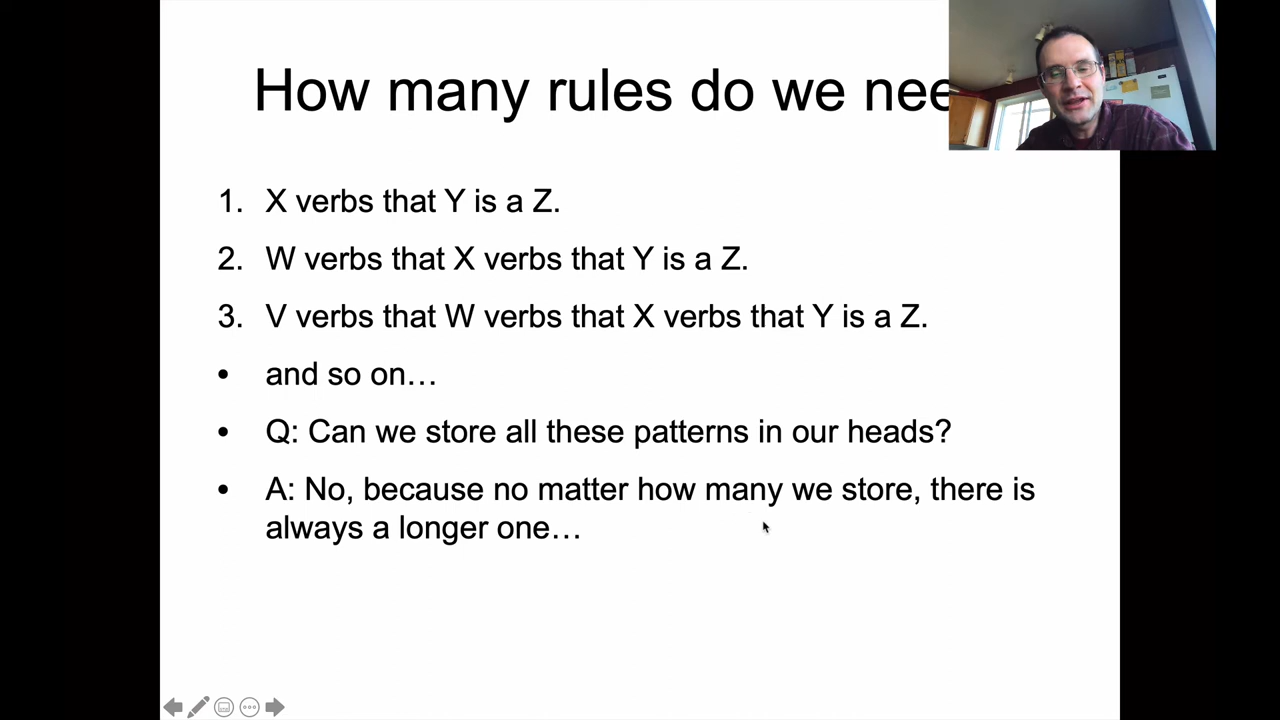 How many rules do we nee
1. X verbs that Y is a Z.
2. W verbs that X verbs that Y is a Z.
3. V verbs that W verbs that X verbs that Y is a Z.
• and so on…
• Q: Can we store all these patterns in our heads?
• A: No, because no matter how many we store, there is
always a longer one…